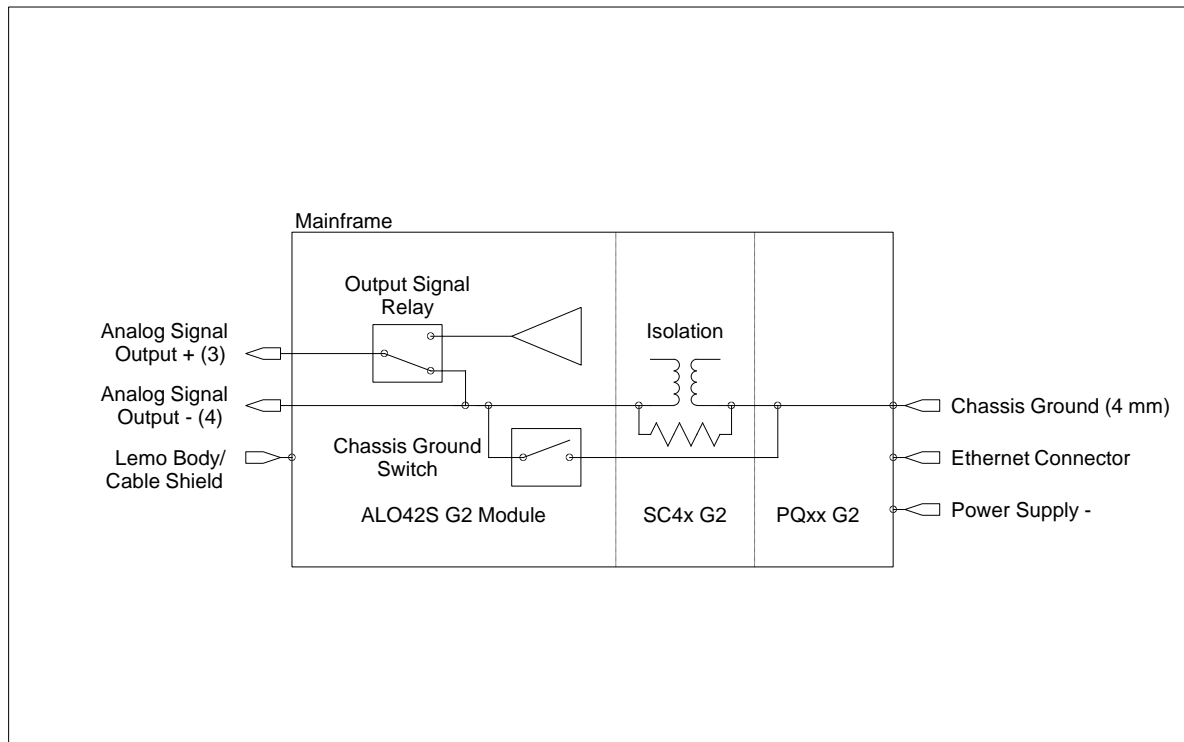 Mainframe
Output Signal
Relay
Analog Signal
Output + (3)
Isolation
Analog Signal
Output - (4)
Chassis Ground (4 mm)
Chassis Ground
Switch
Lemo Body/
Cable Shield
Ethernet Connector
ALO42S G2 Module
SC4x G2
PQxx G2
Power Supply -